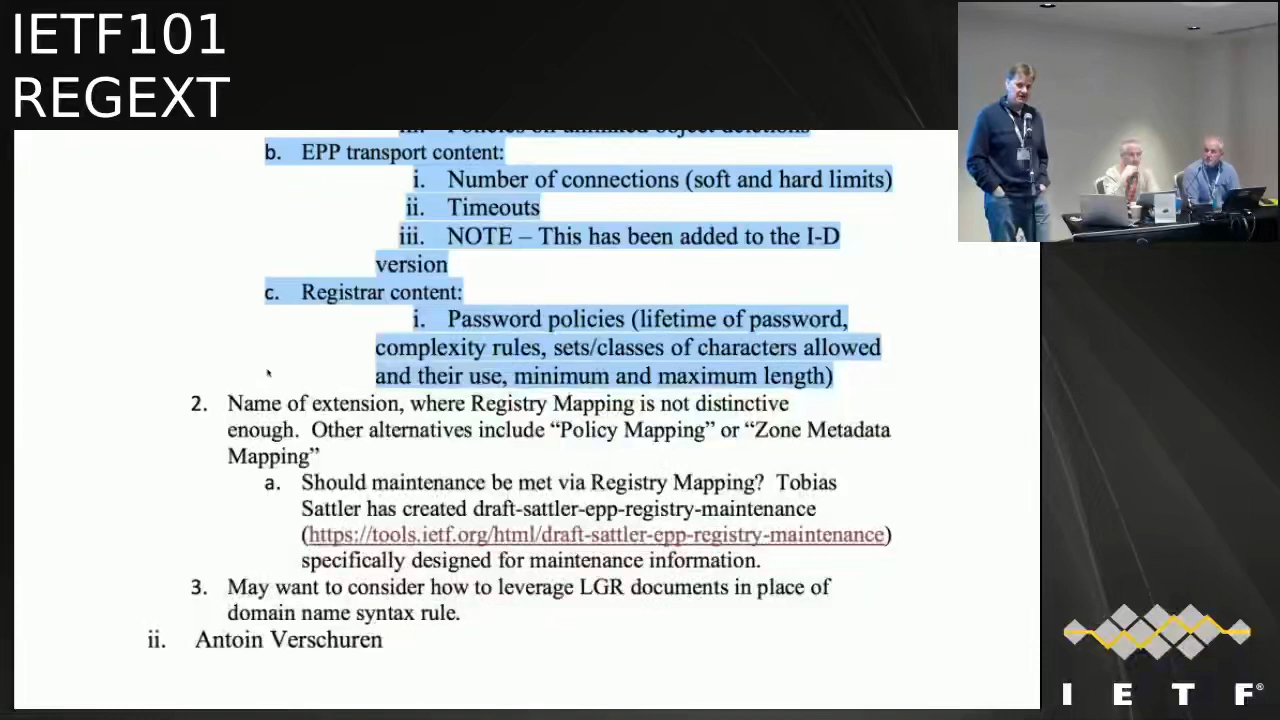 IETF101
REGEXT
iii. Policies on unlinked object deletions
b. EPP transport content:
i. Number of connections (soft and hard limits)
ii. Timeouts
iii. NOTE – This has been added to the I-D
version
c. Registrar content:
i. Password policies (lifetime of password,
complexity rules, sets/classes of characters allowed
and their use, minimum and maximum length)
2. Name of extension, where Registry Mapping is not distinctive
enough. Other alternatives include “Policy Mapping” or “Zone Metadata
Mapping”
a. Should maintenance be met via Registry Mapping? Tobias
Sattler has created draft-sattler-epp-registry-maintenance
(https://tools.ietf.org/html/draft-sattler-epp-registry-maintenance)
specifically designed for maintenance information.
3. May want to consider how to leverage LGR documents in place of
domain name syntax rule.
ii. Antoin Verschuren
I E T F®